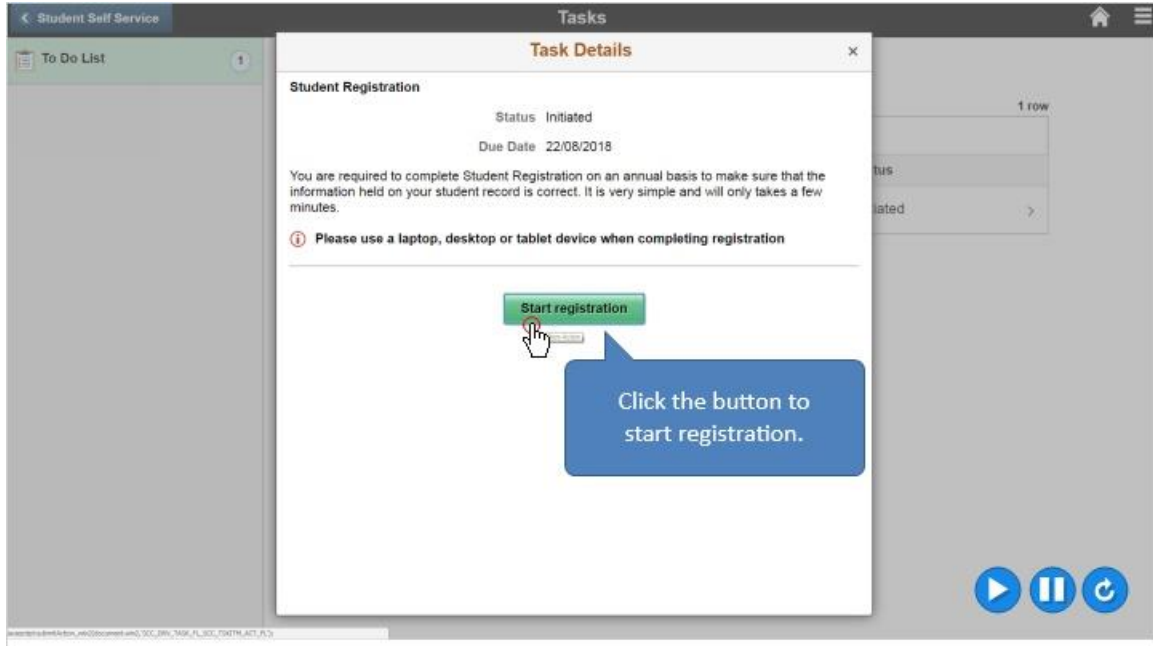 Student Self Service
Tasks
To Do List
1
Task Details
×
Student Registration
Status Initiated
Due Date 22/08/2018
You are required to complete Student Registration on an annual basis to make sure that the
information held on your student record is correct. It is very simple and will only takes a few
minutes.
Please use a laptop, desktop or tablet device when completing registration
Start registration
Click the button to
start registration.
1 row
tus
iated